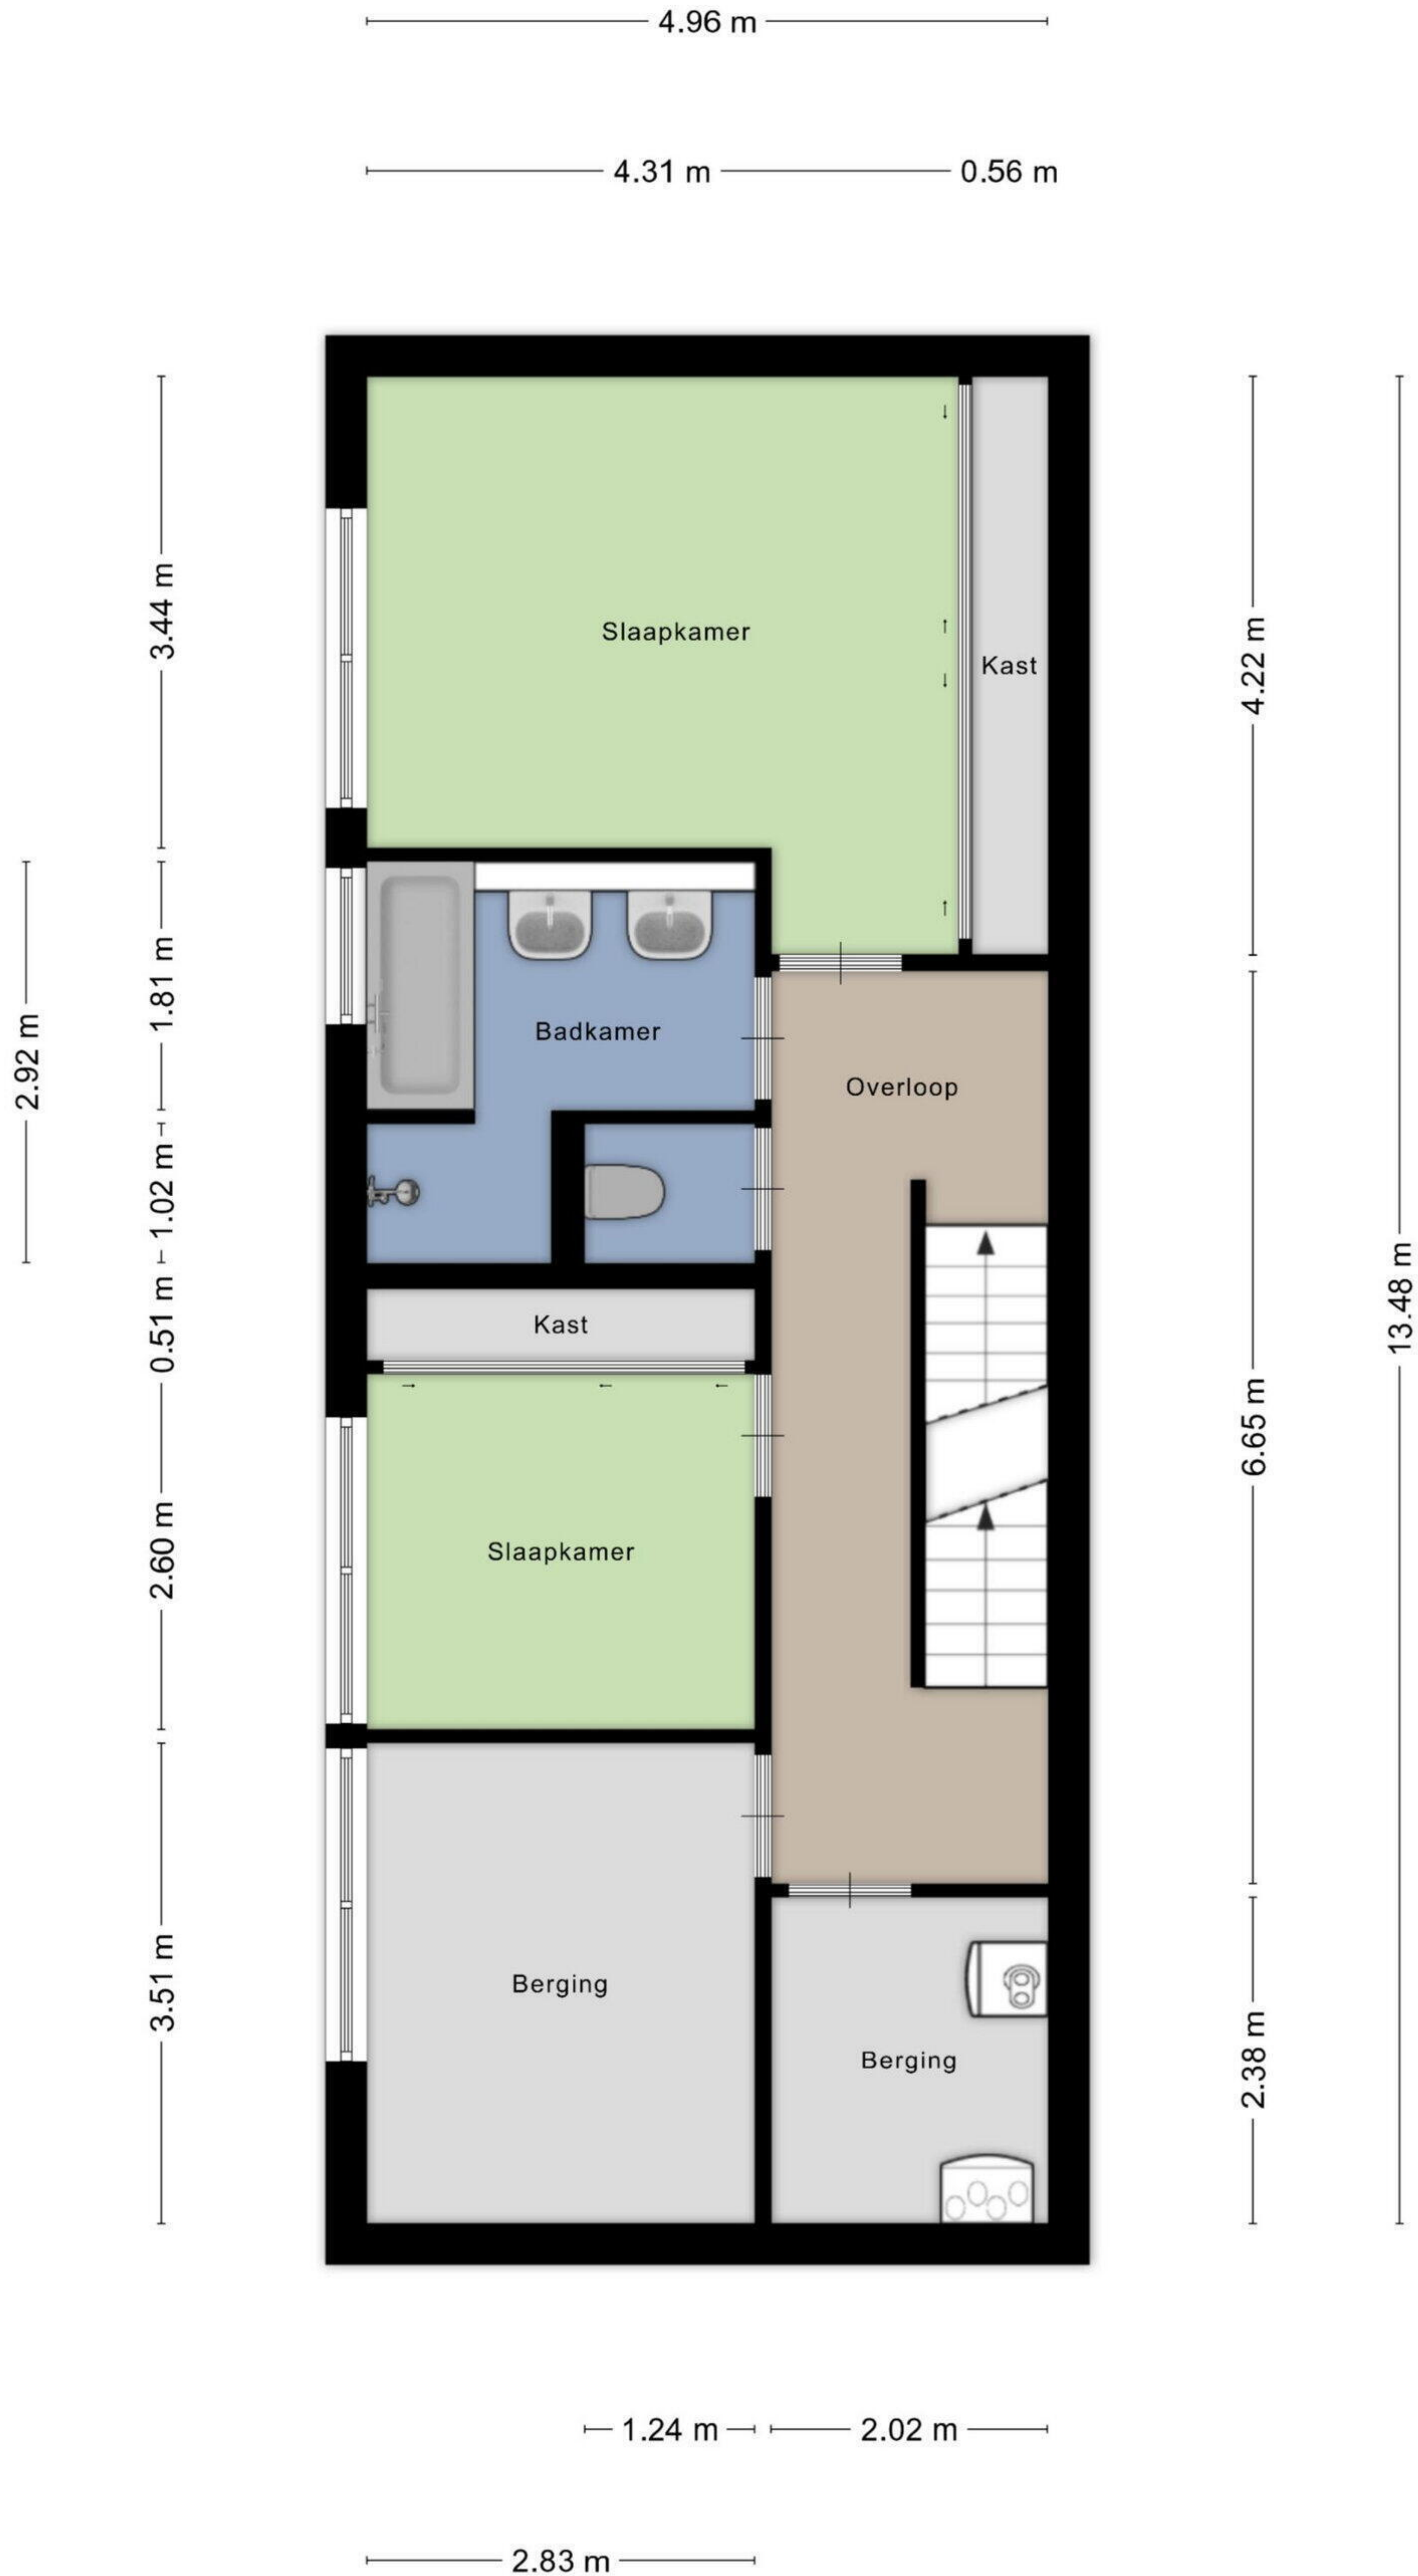 4.96 m
4.31 m
0.56 m
3.44 m
Slaapkamer
Kast
4.22 m
2.92 m
1.81 m
Badkamer
Overloop
1.02 m
0.51 m
Kast
13.48 m
6.65 m
2.60 m
Slaapkamer
3.51 m
Berging
Berging
2.38 m
1.24 m
2.02 m
2.83 m